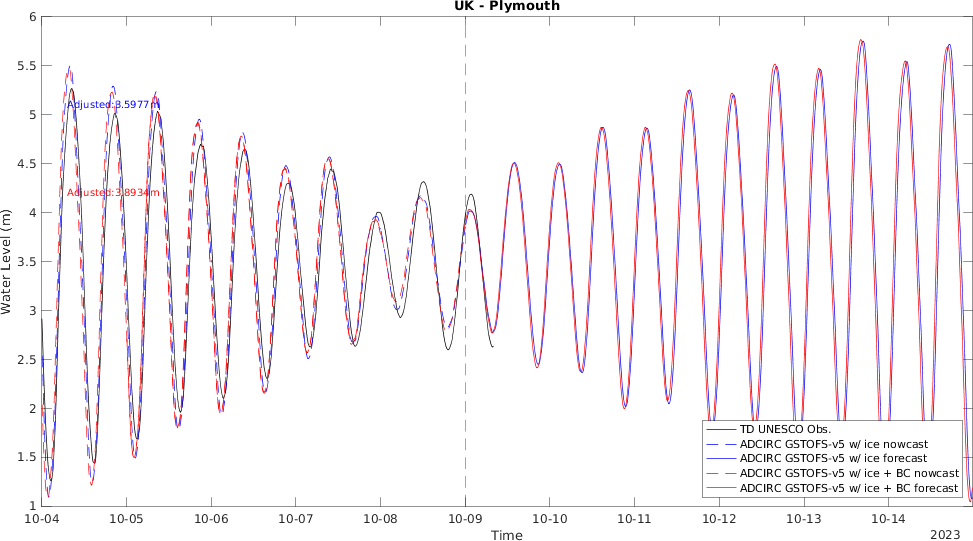 UK - Plymouth
6
5.5
5
4.5
4
3.5
3
2.5
2
1.5
1
Water Level (m)
Adjusted:3.5977m
Adjusted:3.8934m
TD UNESCO Obs.
ADCIRC GSTOFS-v5 w/ ice nowcast
ADCIRC GSTOFS-v5 w/ ice forecast
ADCIRC GSTOFS-v5 w/ ice + BC nowcast
ADCIRC GSTOFS-v5 w/ ice + BC forecast
10-04 10-05 10-06 10-07 10-08 10-09 10-10 10-11 10-12 10-13 10-14
Time
2023